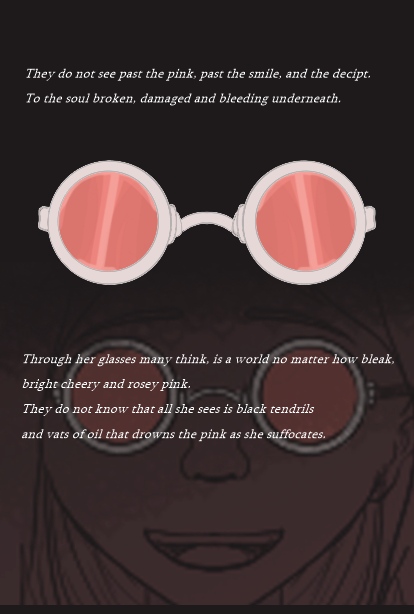 They do not see past the pink, past the smile, and the decipt.
To the soul broken, damaged and bleeding underneath.
Through her glasses many think, is a world no matter how bleak,
bright cheery and rosey pink.
They do not know that all she sees is black tendrils
and vats of oil that drowns the pink as she suffocates.